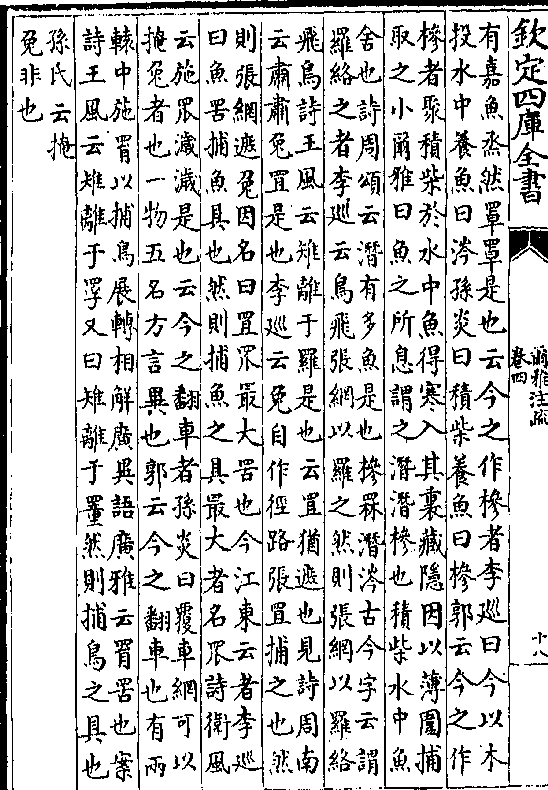 欽定四庫全書
爾雅注疏
卷四
十八
有嘉魚烝然罩罩是也云今之作槮者李巡曰今以木
投水中養魚曰涔孫炎曰積柴養魚曰槮郭云今之作
槮者聚積柴於水中魚得寒入其裏藏隱因以薄圍捕
取之小爾雅曰魚之所息謂之潛潛槮也積柴水中魚
舍也詩周頌云潛有多魚是也槮罧潛涔古今字云謂
羅絡之者李巡云鳥飛張網以羅之然則張網以羅絡
飛鳥詩王風云雉離于羅是也云罝猶遮也見詩周南
云肅肅兔罝是也李巡云兔自作徑路張罝捕之也然
則張網遮兔因名曰罝罛最大罟也今江東云者李巡
曰魚罟捕魚具也然則捕魚之具最大者名罛詩衛風
云施罛濊濊是也云今之翻車者孫炎曰覆車網可以
掩兔者也一物五名方言異也郭云今之翻車也有兩
轅中施罥以捕鳥展轉相解廣異語廣雅云罥罟也案
詩王風云雉離于罦又曰雉離于罿然則捕鳥之具也
孫氏云掩
兔非也